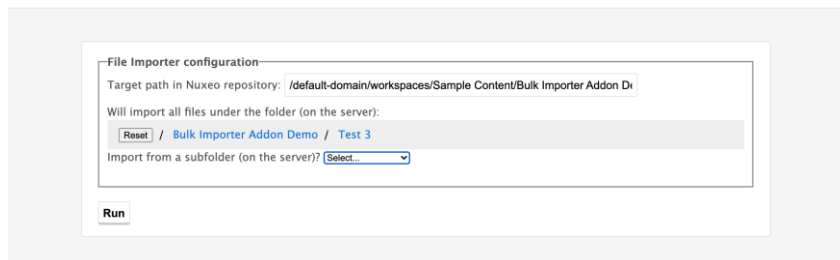 File Importer configuration
Target path in Nuxeo repository: /default-domain/workspaces/Sample Content/Bulk Importer Addon
Will import all files under the folder (on the server):
Reset / Bulk Importer Addon Demo / Test 3
Import from a subfolder (on the server)? Select...
Run